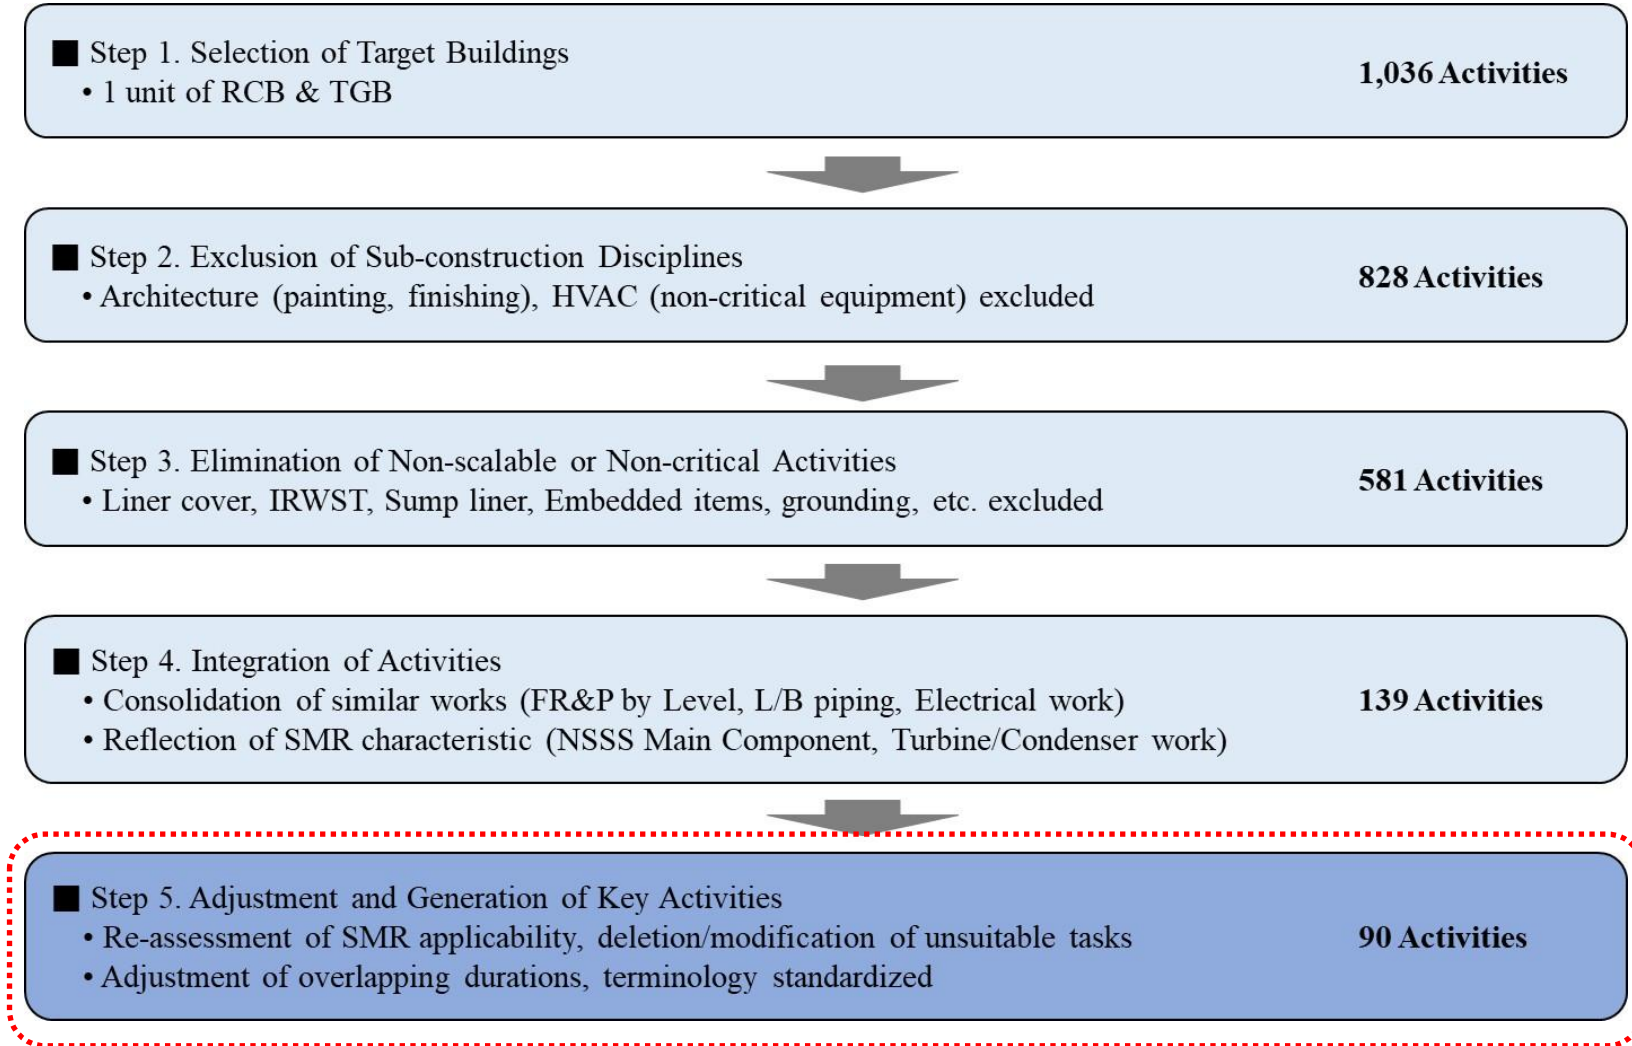 ■ Step 1. Selection of Target Buildings
• 1 unit of RCB & TGB
1,036 Activities
■ Step 2. Exclusion of Sub-construction Disciplines
• Architecture (painting, finishing), HVAC (non-critical equipment) excluded
828 Activities
■ Step 3. Elimination of Non-scalable or Non-critical Activities
• Liner cover, IRWST, Sump liner, Embedded items, grounding, etc. excluded
581 Activities
■ Step 4. Integration of Activities
• Consolidation of similar works (FR&P by Level, L/B piping, Electrical work)
• Reflection of SMR characteristic (NSSS Main Component, Turbine/Condenser work)
139 Activities
■ Step 5. Adjustment and Generation of Key Activities
• Re-assessment of SMR applicability, deletion/modification of unsuitable tasks
• Adjustment of overlapping durations, terminology standardized
90 Activities